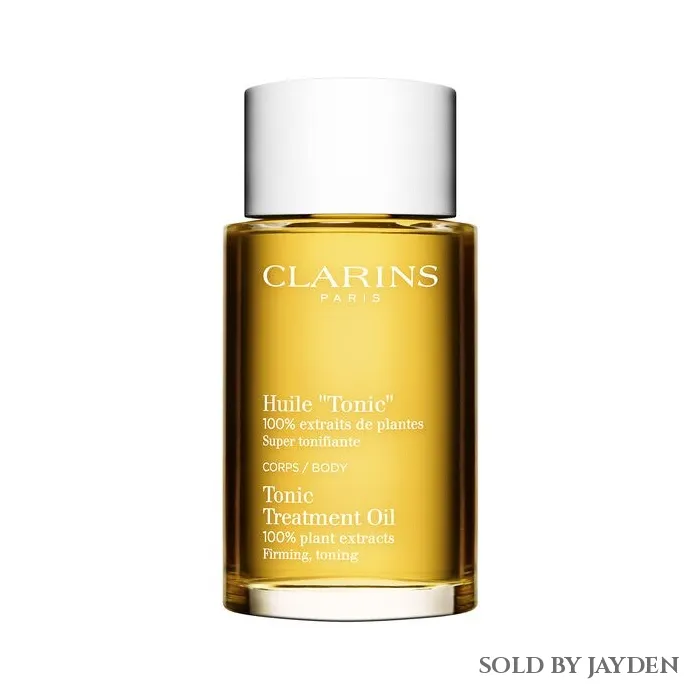 CLARINS
PARIS
Huile "Tonic"
100% extraits de plantes
Super tonifiante
CORPS / BODY
Tonic
Treatment Oil
100% plant extracts
Firming, toning
SOLD BY JAYDEN